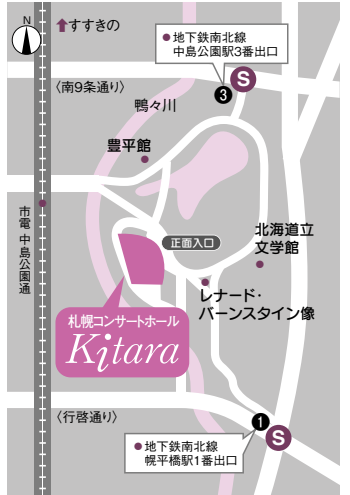 N
↑すすきの
●地下鉄南北線
中島公園駅3番出口
〈南9条通り〉
S
3
鴨々川
豊平館
市電 中島公園通
正面入口
北海道立
文学館
レナード・
バーンスタイン像
札幌コンサートホール
Kitara
〈行啓通り〉
1
S
●地下鉄南北線
幌平橋駅1番出口